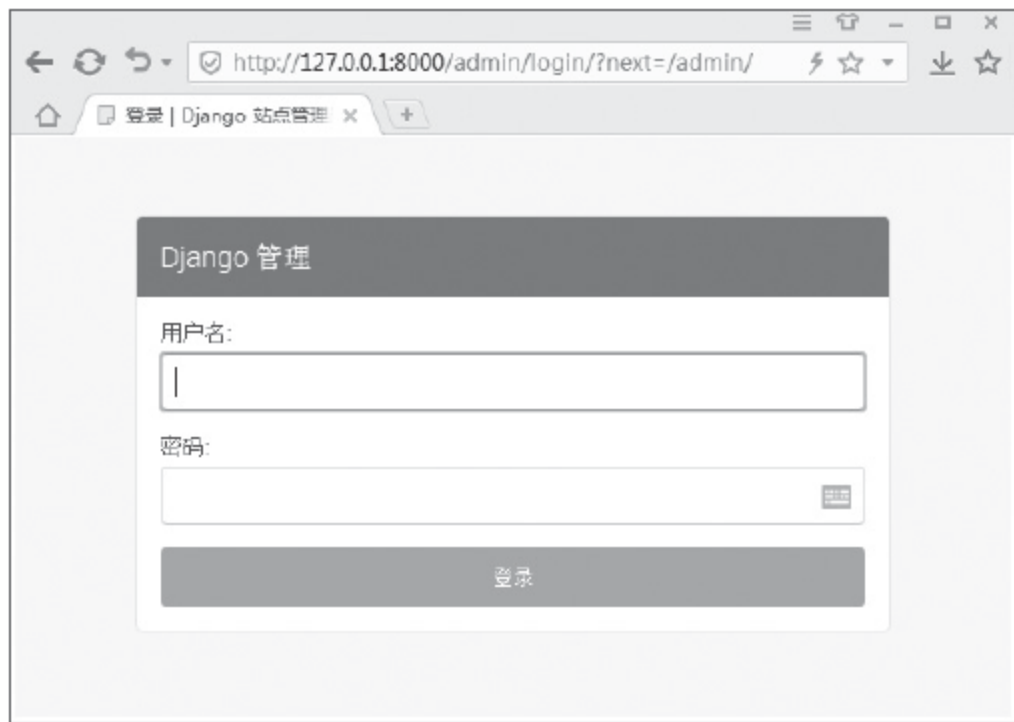 http://127.0.0.1:8000/admin/login/?next=/admin/
登录 | Django 站点管理
Django 管理
用户名:
密码:
登录